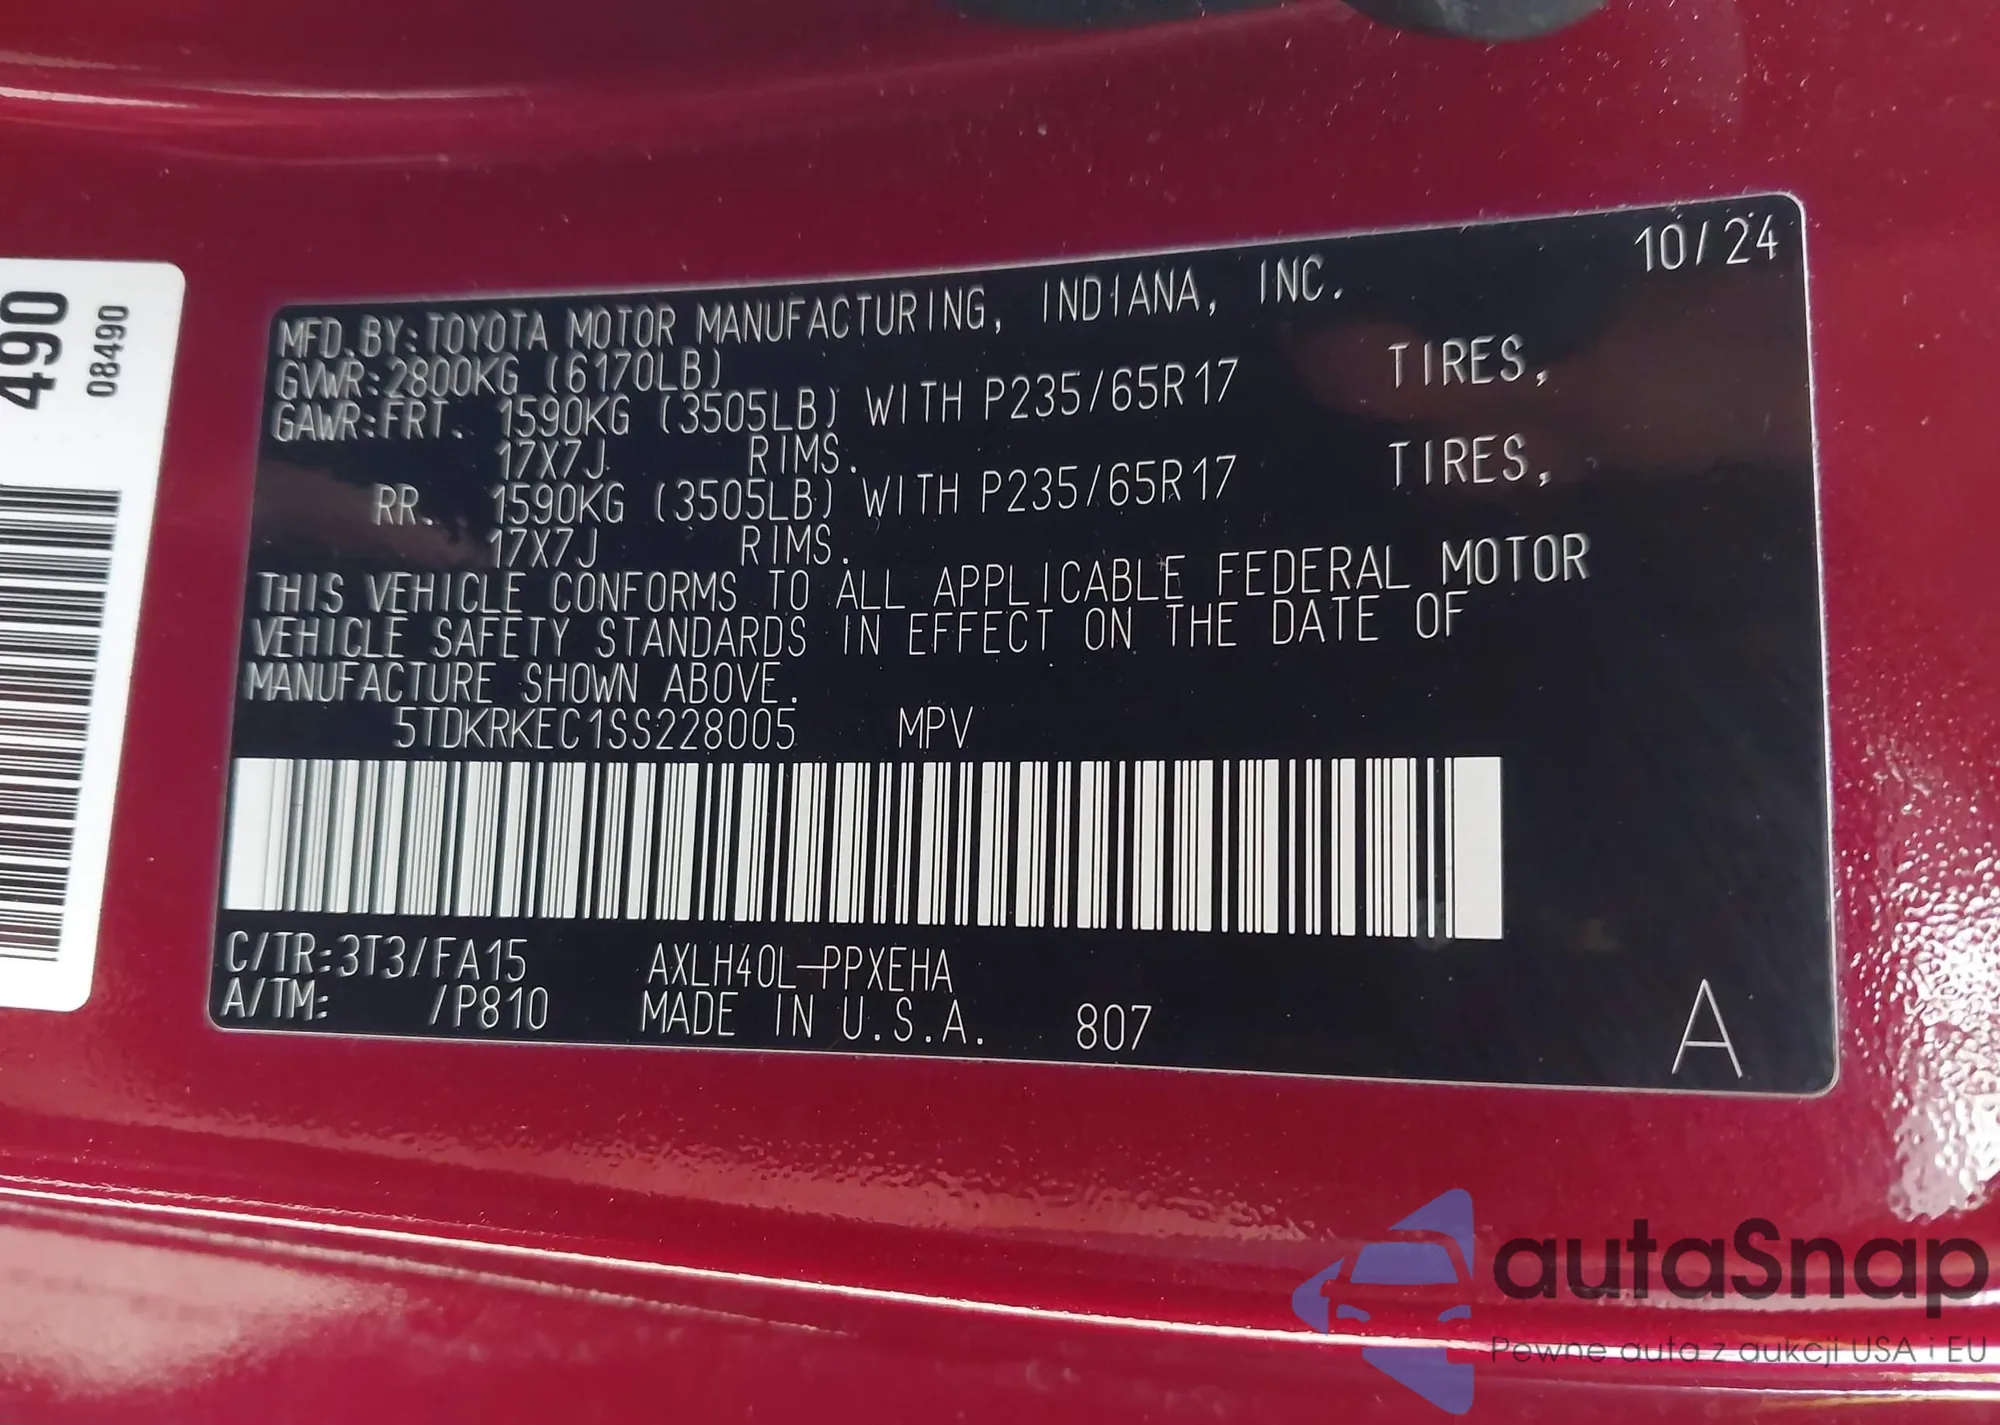 490
08490
10/24
MFD.BY:TOYOTA MOTOR MANUFACTURING, INDIANA, INC.
GVWR:2800KG (6170LB)
GAWR:FRT. 1590KG (3505LB) WITH P235/65R17 TIRES,
17X7J RIMS.
RR. 1590KG (3505LB) WITH P235/65R17 TIRES,
17X7J RIMS.
THIS VEHICLE CONFORMS TO ALL APPLICABLE FEDERAL MOTOR
VEHICLE SAFETY STANDARDS IN EFFECT ON THE DATE OF
MANUFACTURE SHOWN ABOVE.
5TDKRKEC1SS228005 MPV
C/TR:3T3/FA15 AXLH40L-PPXEHA
A/TM: /P810 MADE IN U.S.A. 807
A
autaSnap
Pewne auta z aukcji USA i EU